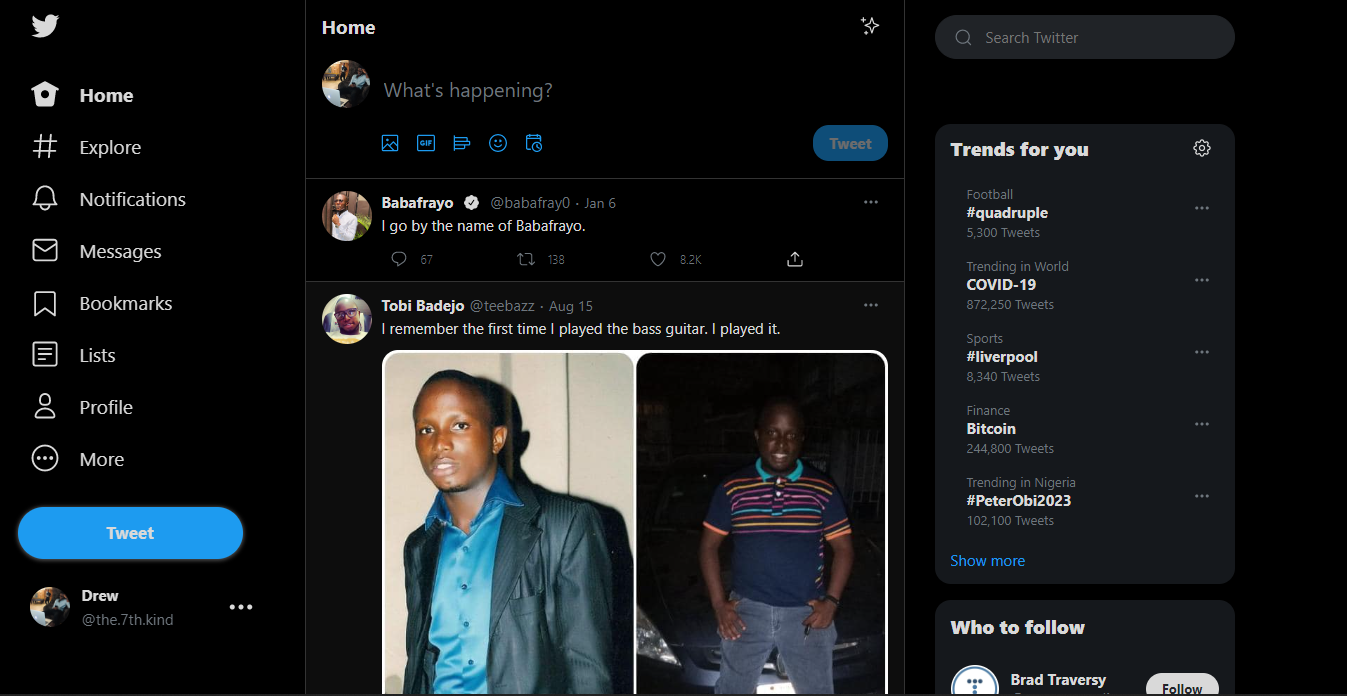 Home
Explore
Notifications
Messages
Bookmarks
Lists
Profile
More
Tweet
Drew
@the.7th.kind
Home
What's happening?
GIF
Tweet
Babafrayo @babafray0 · Jan 6
I go by the name of Babafrayo.
67 138 8.2K
Tobi Badejo @teebazz · Aug 15
I remember the first time I played the bass guitar. I played it.
Search Twitter
Trends for you
Football
#quadruple
5,300 Tweets
Trending in World
COVID-19
872,250 Tweets
Sports
#liverpool
8,340 Tweets
Finance
Bitcoin
244,800 Tweets
Trending in Nigeria
#PeterObi2023
102,100 Tweets
Show more
Who to follow
Brad Traversy
Follow